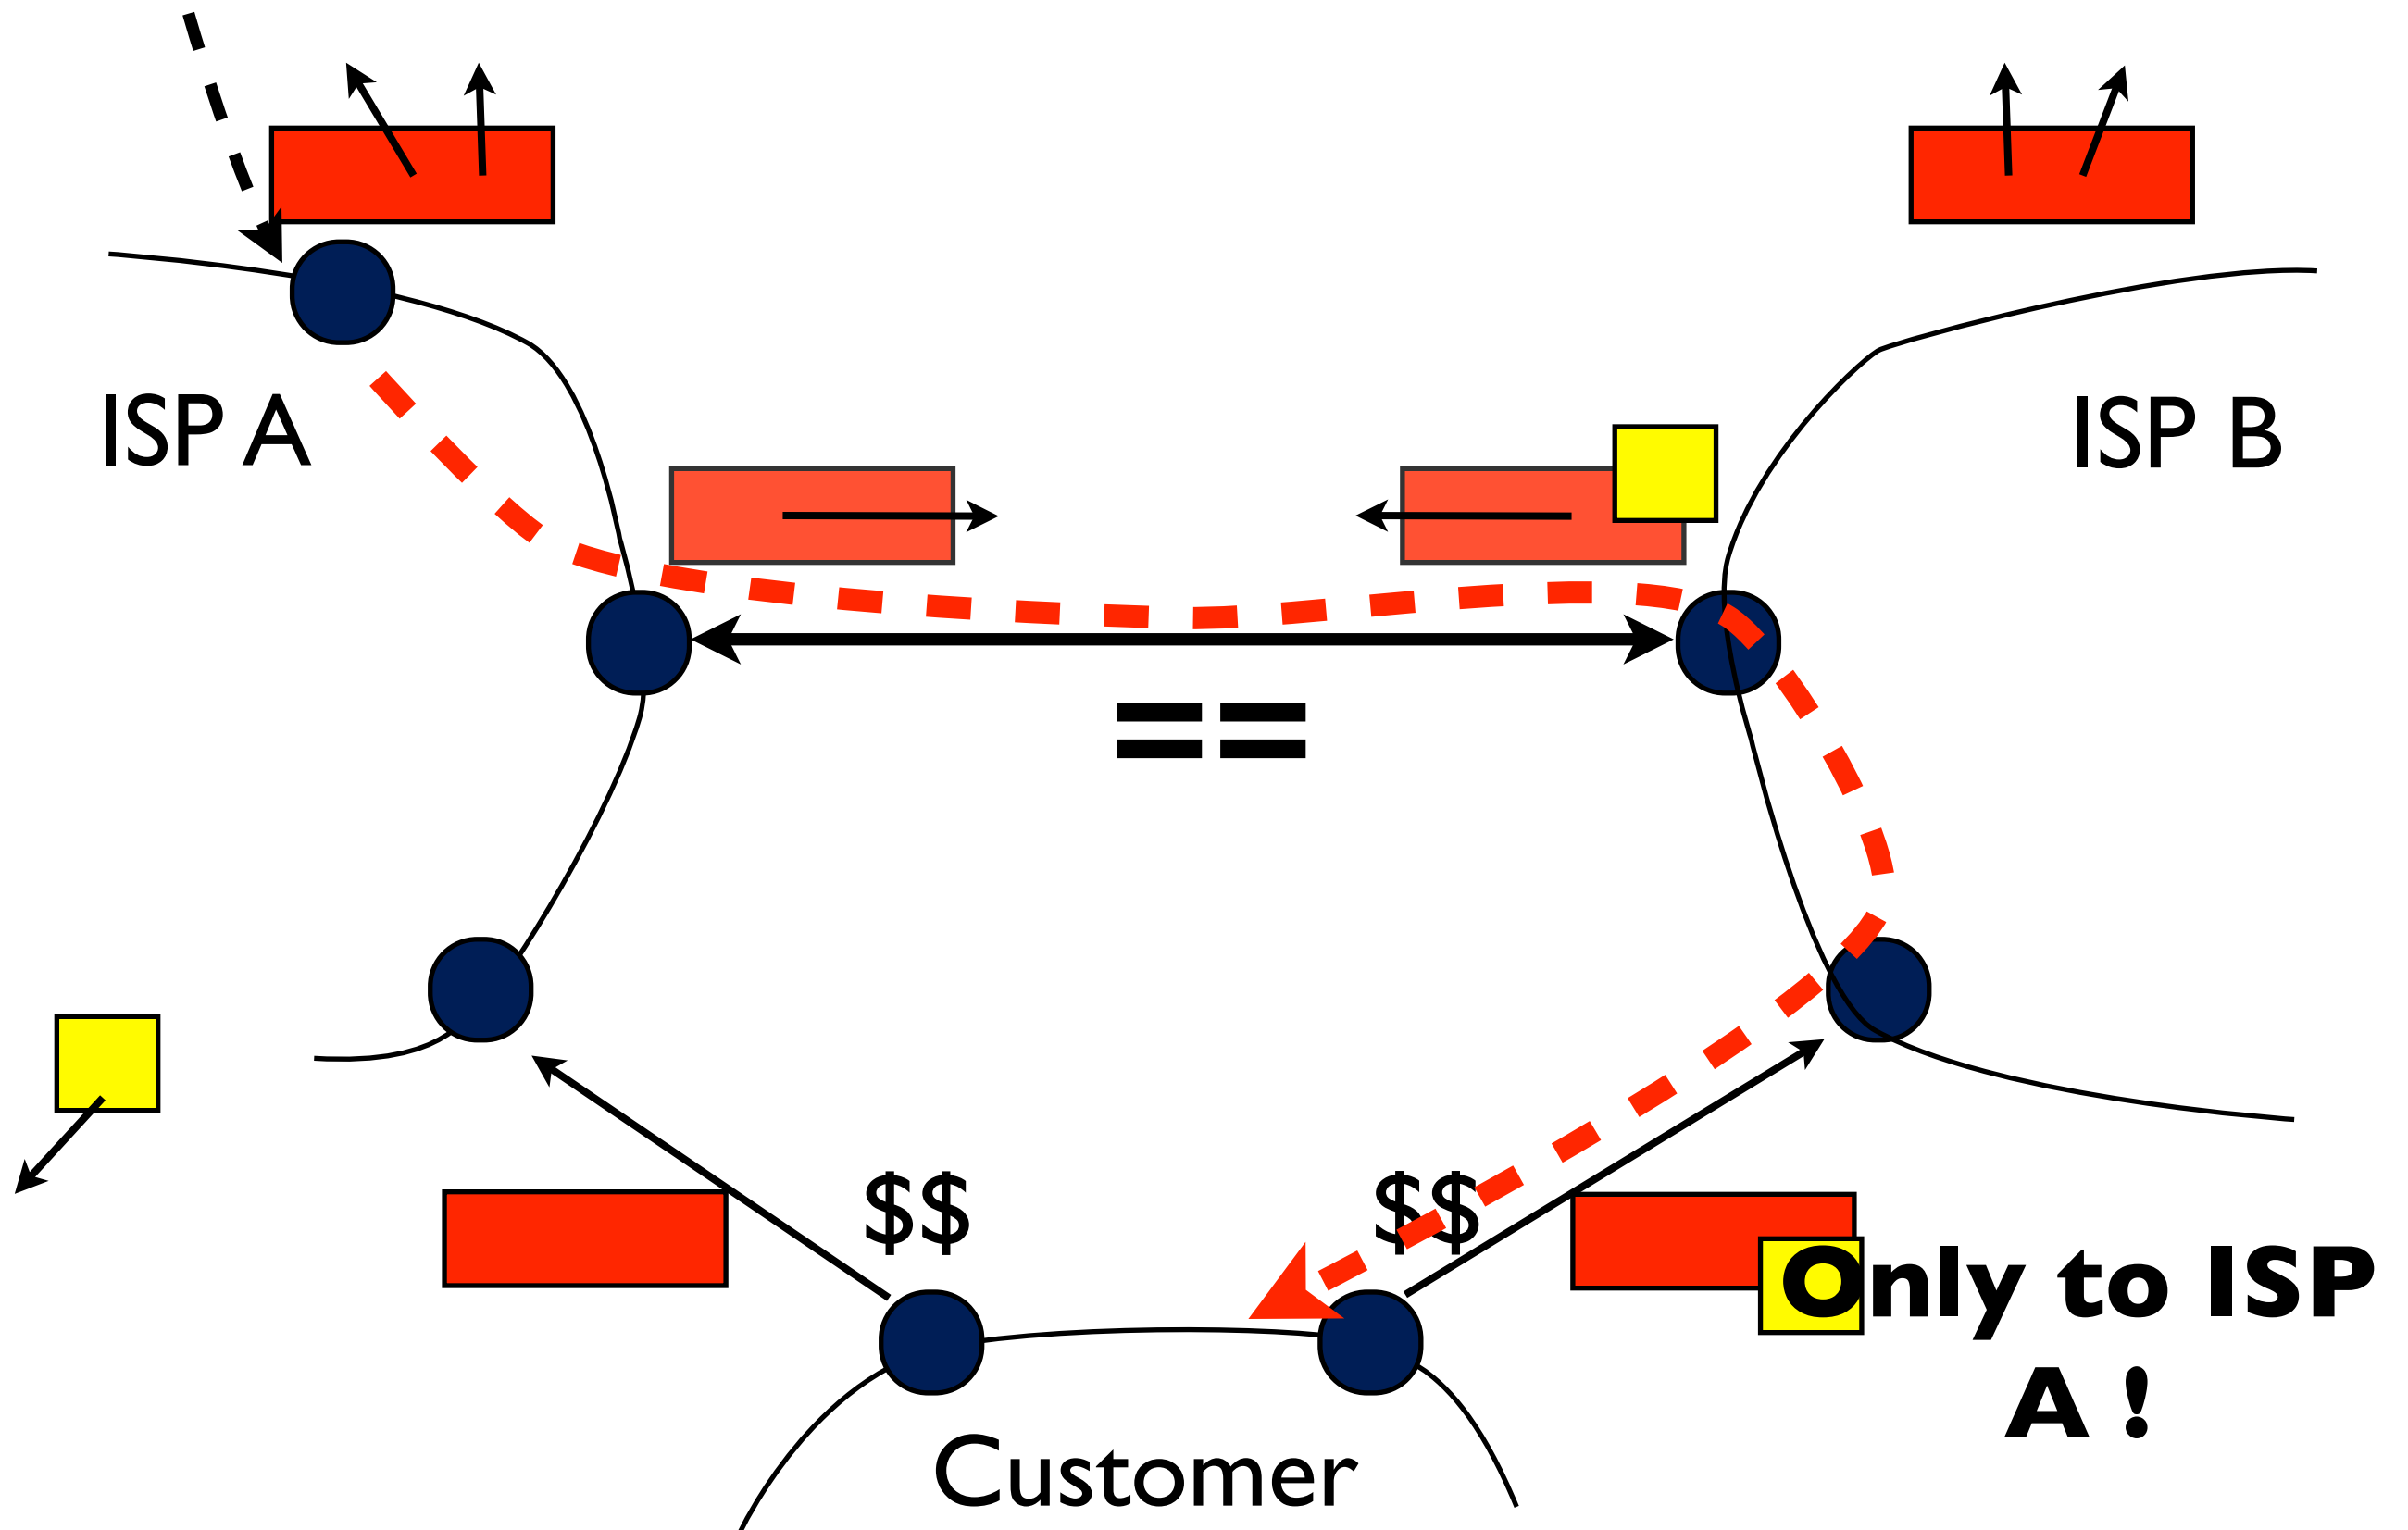 ISP A
ISP B
==
$$
$$
Only to ISP
A !
Customer